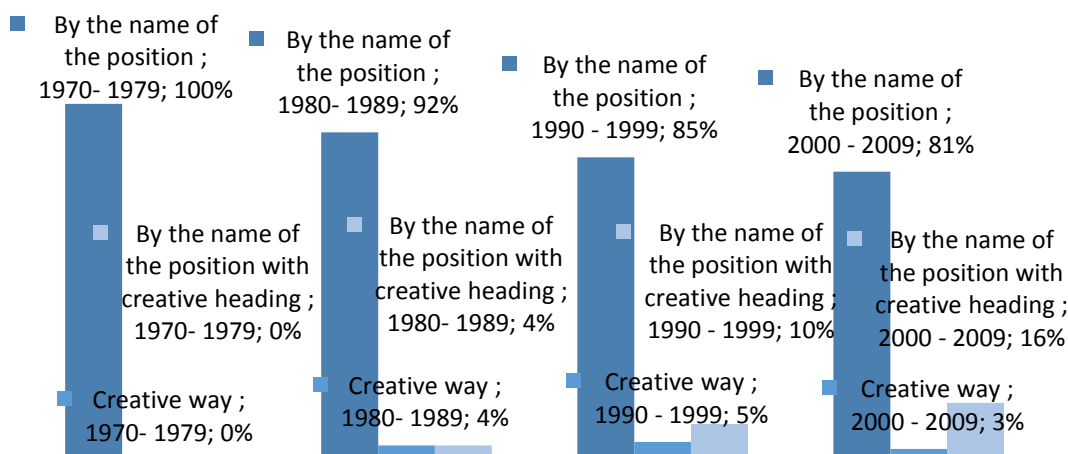 By the name of
the position ;
1970- 1979; 100%
By the name of
the position ;
1980- 1989; 92%
By the name of
the position ;
1990 - 1999; 85%
By the name of
the position ;
2000 - 2009; 81%
By the name of
the position with
creative heading ;
1970- 1979; 0%
By the name of
the position with
creative heading ;
1980- 1989; 4%
By the name of
the position with
creative heading ;
1990 - 1999; 10%
By the name of
the position with
creative heading ;
2000 - 2009; 16%
Creative way ;
1970- 1979; 0%
Creative way ;
1980- 1989; 4%
Creative way ;
1990 - 1999; 5%
Creative way ;
2000 - 2009; 3%